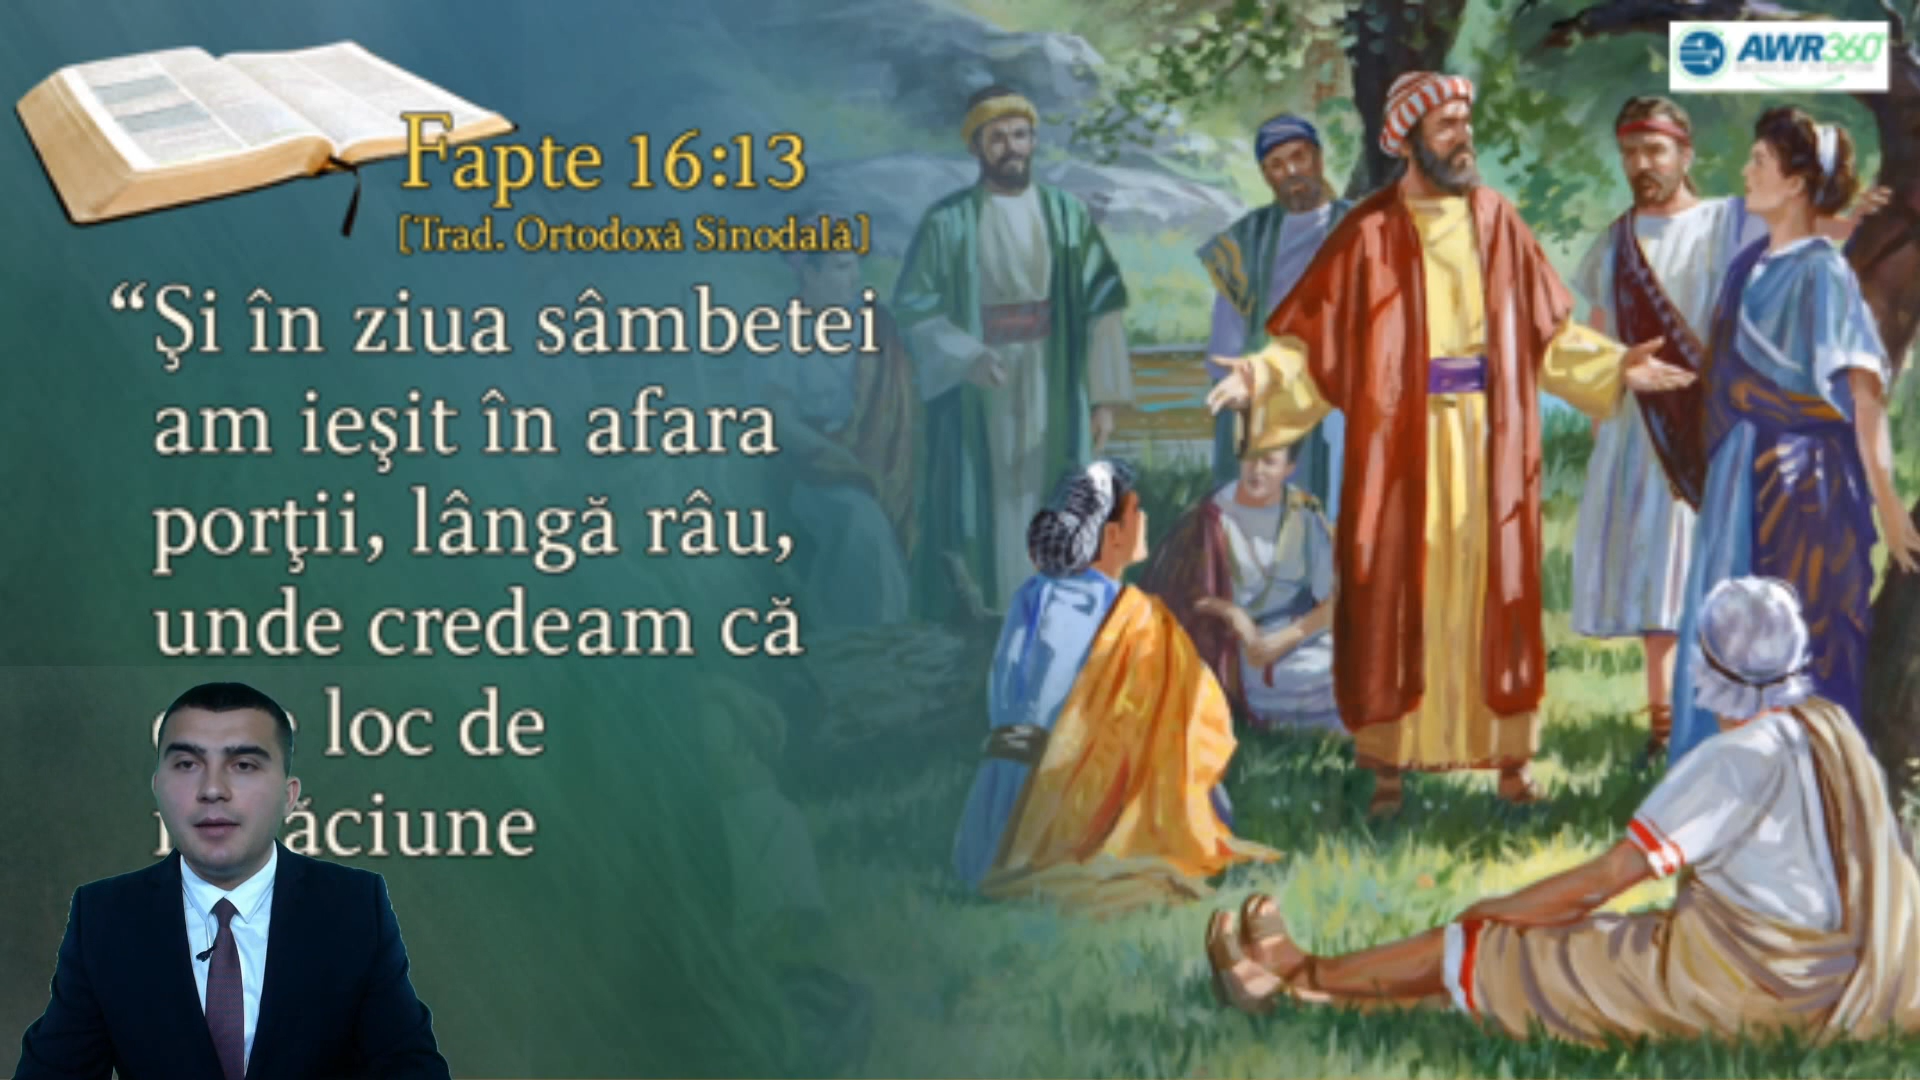 AWR360°
Fapte 16:13
[Trad. Ortodoxă Sinodală]
“Şi în ziua sâmbetei
am ieşit în afara
porţii, lângă râu,
unde credeam că
loc de